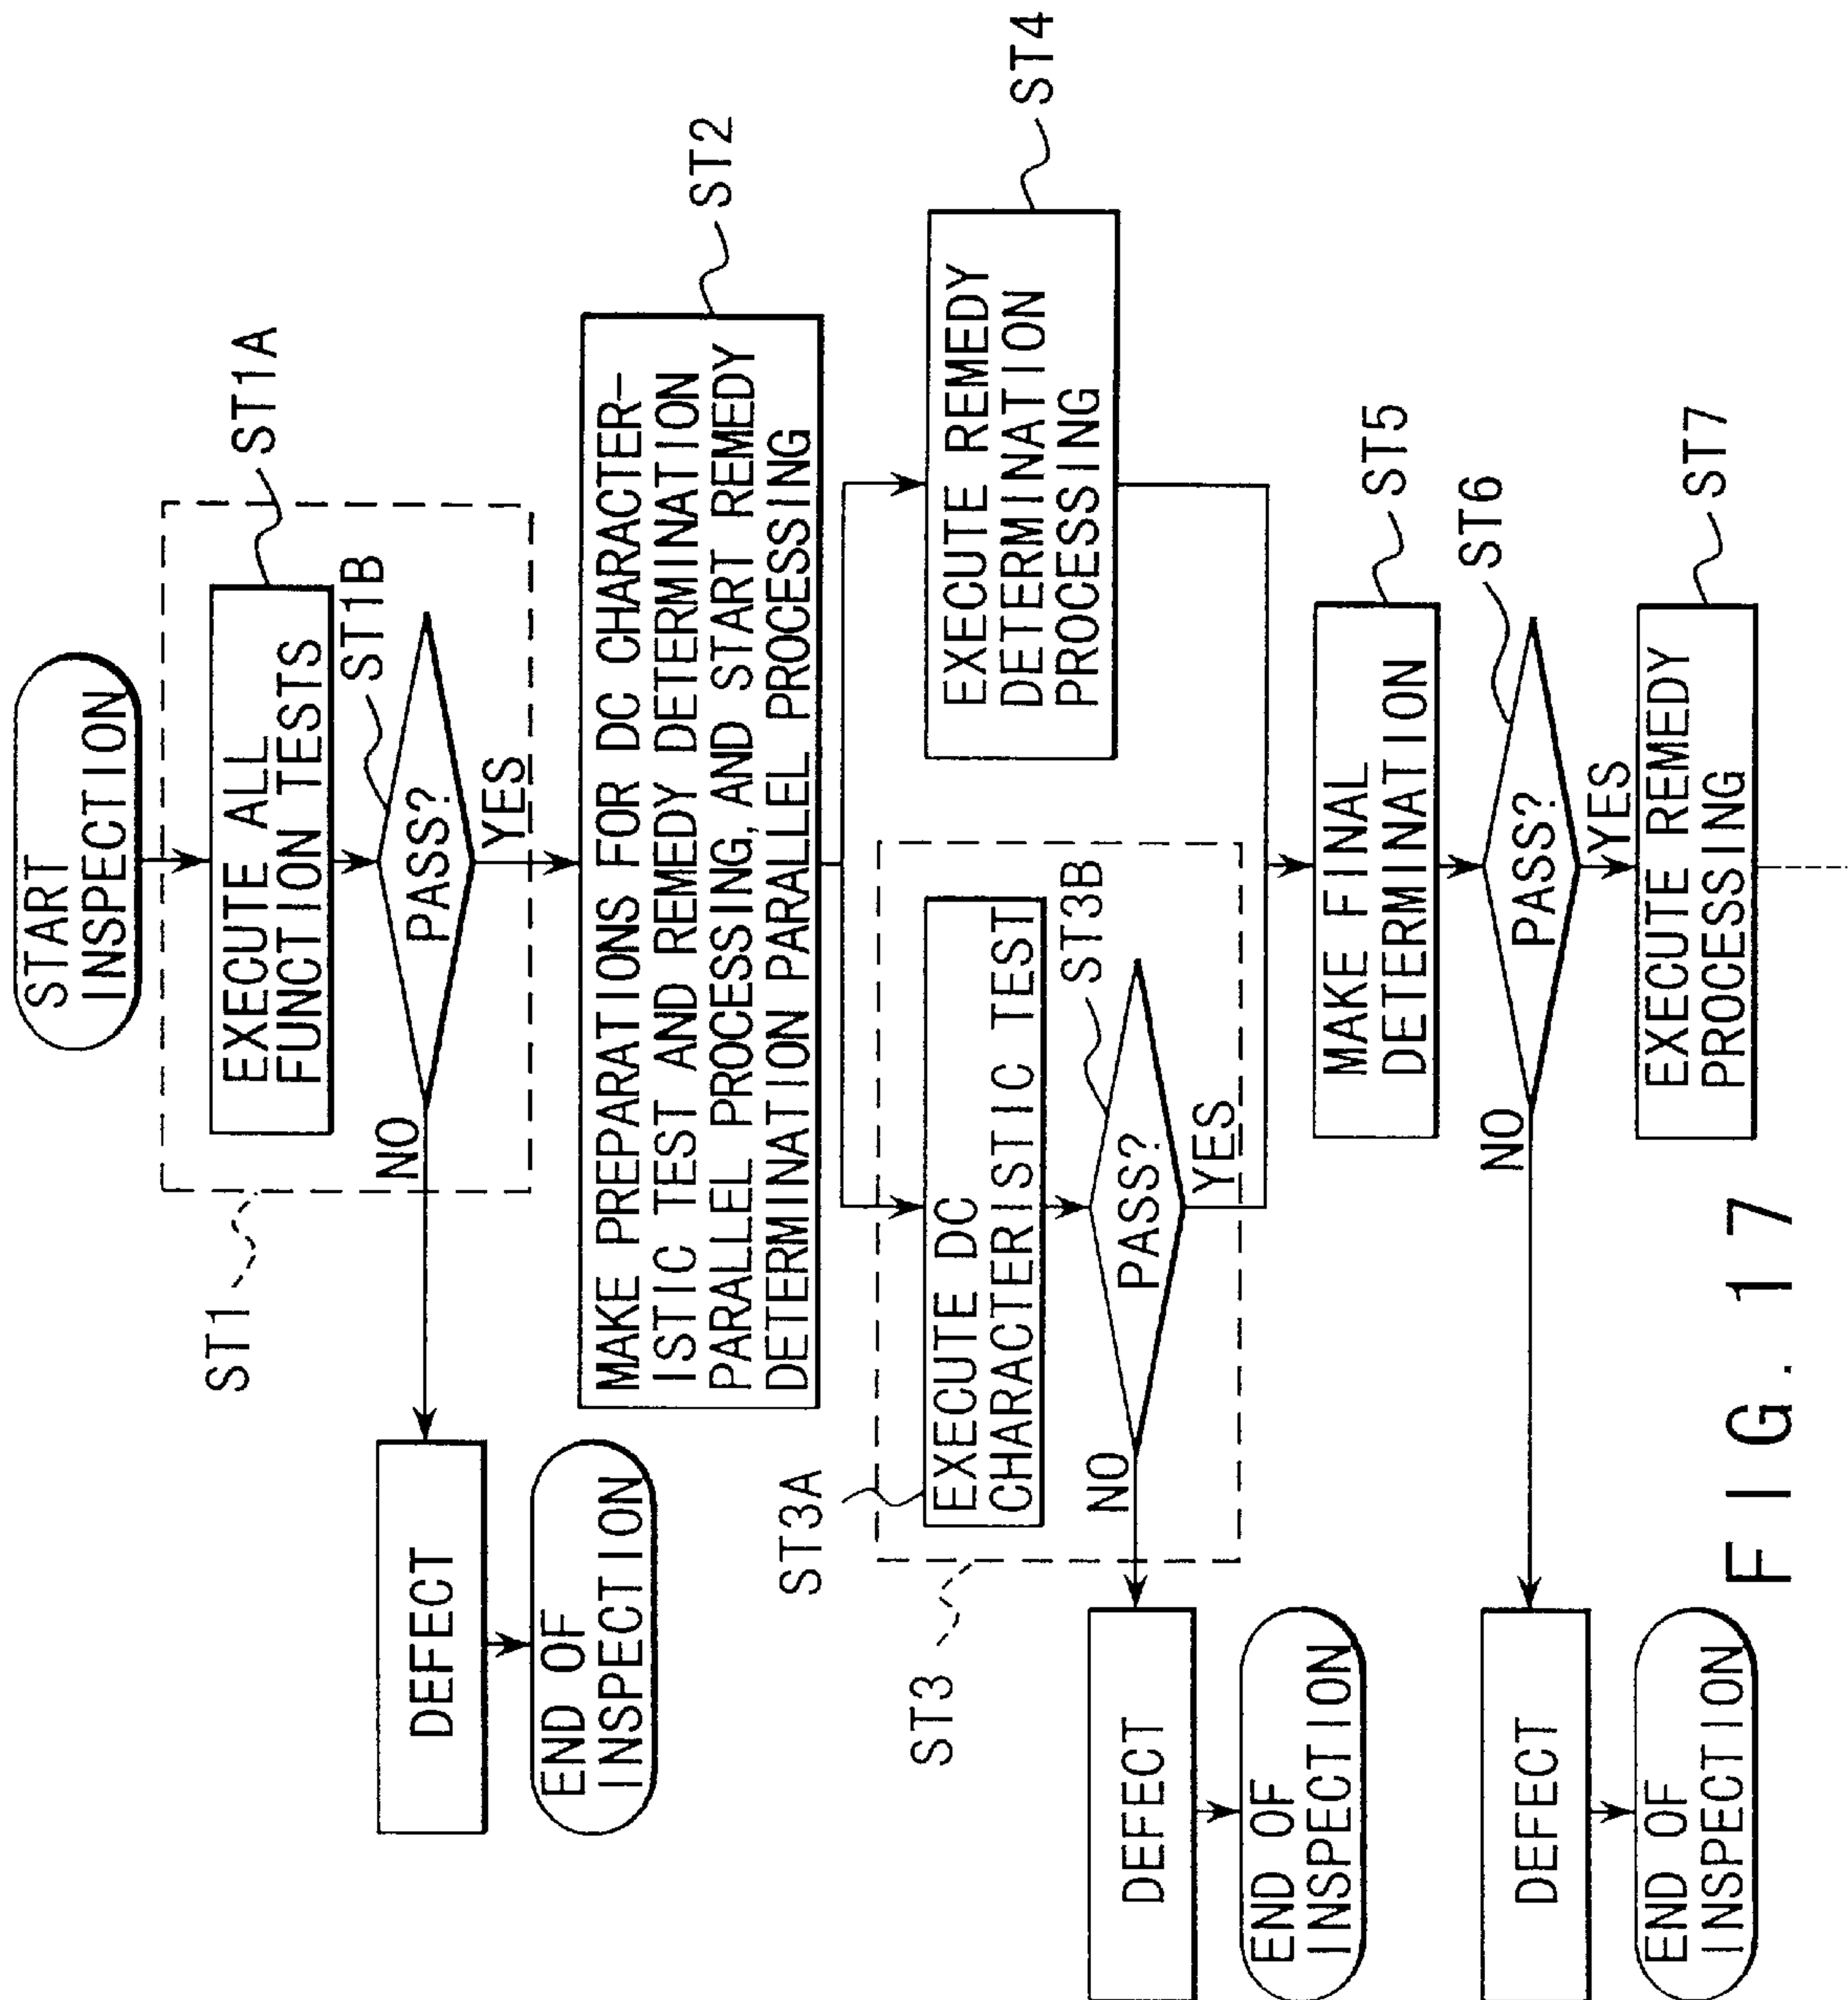 START
INSPECTION
EXECUTE ALL
FUNCTION TESTS
ST1A
ST1B
PASS?
YES
NO
ST1
DEFECT
END OF
INSPECTION
MAKE PREPARATIONS FOR DC CHARACTER-
ISTIC TEST AND REMEDY DETERMINATION
PARALLEL PROCESSING, AND START REMEDY
DETERMINATION PARALLEL PROCESSING
ST2
EXECUTE DC
CHARACTERISTIC TEST
ST3A
ST3B
PASS?
YES
NO
ST3
DEFECT
END OF
INSPECTION
EXECUTE REMEDY
DETERMINATION
PROCESSING
ST4
MAKE FINAL
DETERMINATION
ST5
PASS?
ST6
YES
NO
DEFECT
END OF
INSPECTION
EXECUTE REMEDY
PROCESSING
ST7
FIG. 17